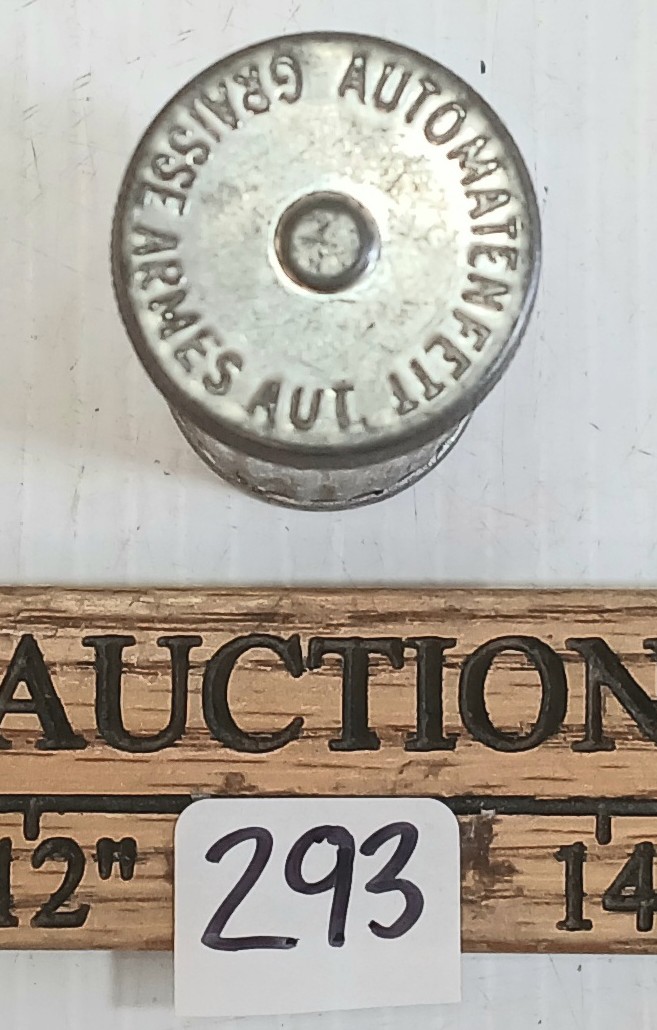 AUTOMATENFETT
GRAISSE ARMES AUT.
AUCTION
12" 14
293